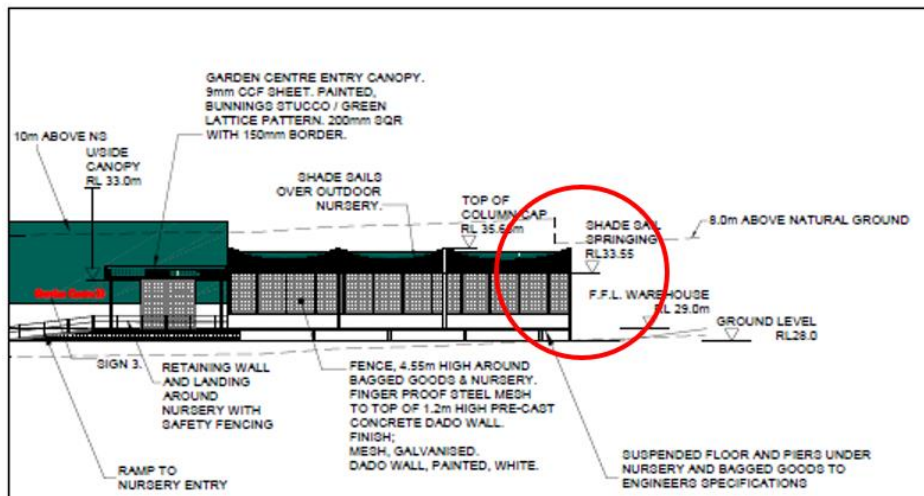 GARDEN CENTRE ENTRY CANOPY.
9mm CCF SHEET. PAINTED,
BUNNINGS STUCCO / GREEN
LATTICE PATTERN. 200mm SQR
WITH 150mm BORDER.
10m ABOVE NS
U/SIDE
CANOPY
RL 33.0m
SHADE SAILS
OVER OUTDOOR
NURSERY.
TOP OF
COLUMN CAP
SHADE SAIL
SPRINGING
RL33.55
8.0m ABOVE NATURAL GROUND
F.F.L. WAREHOUSE
RL 29.0m
GROUND LEVEL
RL28.0
SIGN 3.
RETAINING WALL
AND LANDING
AROUND
NURSERY WITH
SAFETY FENCING
FENCE, 4.55m HIGH AROUND
BAGGED GOODS & NURSERY.
FINGER PROOF STEEL MESH
TO TOP OF 1.2m HIGH PRE-CAST
CONCRETE DADO WALL.
FINISH;
MESH, GALVANISED.
DADO WALL, PAINTED, WHITE.
RAMP TO
NURSERY ENTRY
SUSPENDED FLOOR AND PIERS UNDER
NURSERY AND BAGGED GOODS TO
ENGINEERS SPECIFICATIONS